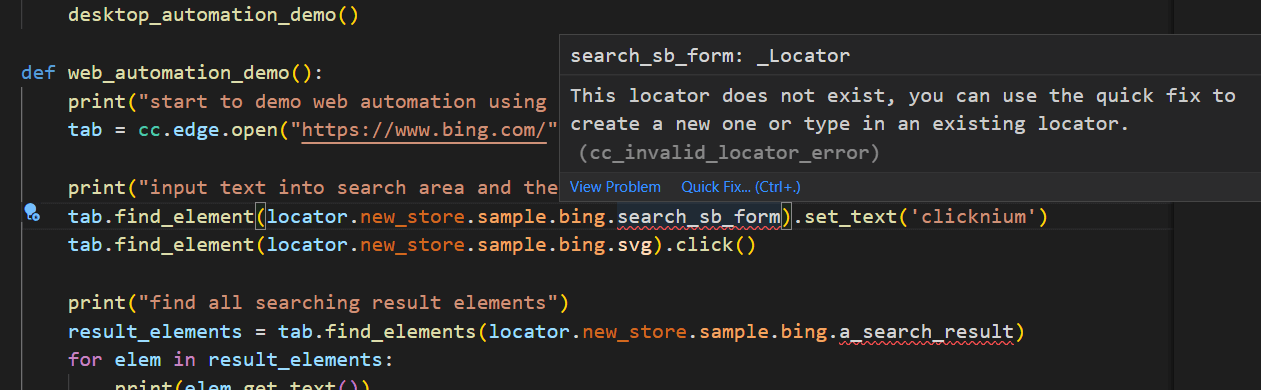 desktop_automation_demo()
def web_automation_demo():
print("start to demo web automation using
tab = cc.edge.open("https://www.bing.com/"
search_sb_form: _Locator
This locator does not exist, you can use the quick fix to
create a new one or type in an existing locator.
(cc_invalid_locator_error)
View Problem Quick Fix... (Ctrl+.)
print("input text into search area and the
tab.find_element(locator.new_store.sample.bing.search_sb_form).set_text('clicknium')
tab.find_element(locator.new_store.sample.bing.svg).click()
print("find all searching result elements")
result_elements = tab.find_elements(locator.new_store.sample.bing.a_search_result)
for elem in result_elements:
print(elem.get_text())